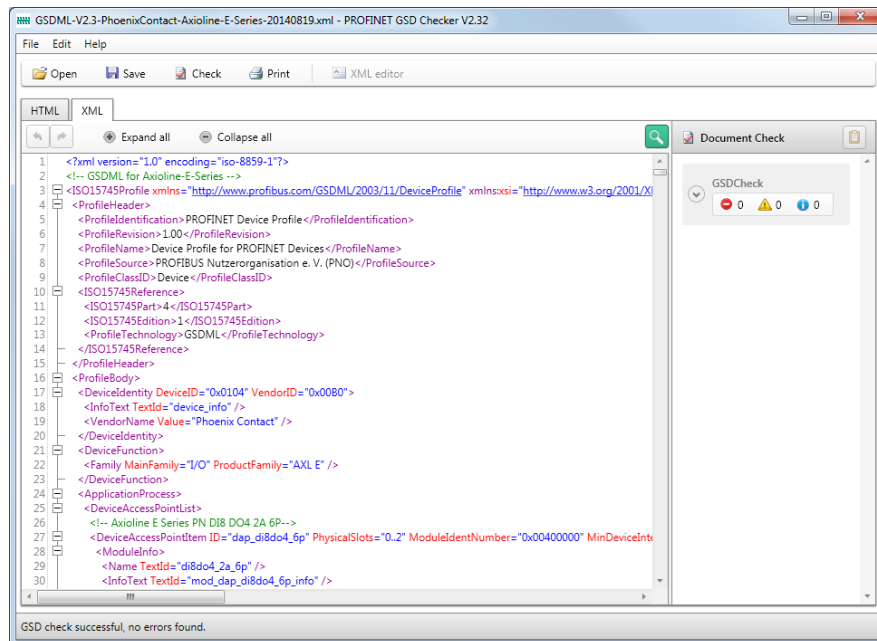 GSDML-V2.3-PhoenixContact-Axioline-E-Series-20140819.xml - PROFINET GSD Checker V2.32
File Edit Help
Open Save Check Print XML editor
HTML XML
Expand all Collapse all
Document Check
GSDCheck
0 0 0
1 <?xml version="1.0" encoding="iso-8859-1"?>
2 <!-- GSDML for Axioline-E-Series -->
3 <ISO15745Profile xmlns="http://www.profibus.com/GSDML/2003/11/DeviceProfile" xmlns:xsi="http://www.w3.org/2001/XI
4 <ProfileHeader>
5 <ProfileIdentification>PROFINET Device Profile</ProfileIdentification>
6 <ProfileRevision>1.00</ProfileRevision>
7 <ProfileName>Device Profile for PROFINET Devices</ProfileName>
8 <ProfileSource>PROFIBUS Nutzerorganisation e. V. (PNO)</ProfileSource>
9 <ProfileClassID>Device</ProfileClassID>
10 <ISO15745Reference>
11 <ISO15745Part>4</ISO15745Part>
12 <ISO15745Edition>1</ISO15745Edition>
13 <ProfileTechnology>GSDML</ProfileTechnology>
14 </ISO15745Reference>
15 </ProfileHeader>
16 <ProfileBody>
17 <DeviceIdentity DeviceID="0x0104" VendorID="0x00B0">
18 <InfoText TextId="device_info" />
19 <VendorName Value="Phoenix Contact" />
20 </DeviceIdentity>
21 <DeviceFunction>
22 <Family MainFamily="I/O" ProductFamily="AXL E" />
23 </DeviceFunction>
24 <ApplicationProcess>
25 <DeviceAccessPointList>
26 <!-- Axioline E Series PN DI8 DO4 2A 6P-->
27 <DeviceAccessPointItem ID="dap_di8do4_6p" PhysicalSlots="0..2" ModuleIdentNumber="0x00400000" MinDeviceInte
28 <ModuleInfo>
29 <Name TextId="di8do4_2a_6p" />
30 <InfoText TextId="mod_dap_di8do4_6p_info" />
GSD check successful, no errors found.